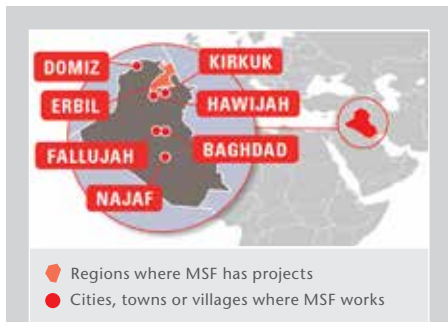 DOMIZ
KIRKUK
ERBIL
HAWIJAH
FALLUJAH
BAGHDAD
NAJAF
Regions where MSF has projects
Cities, towns or villages where MSF works